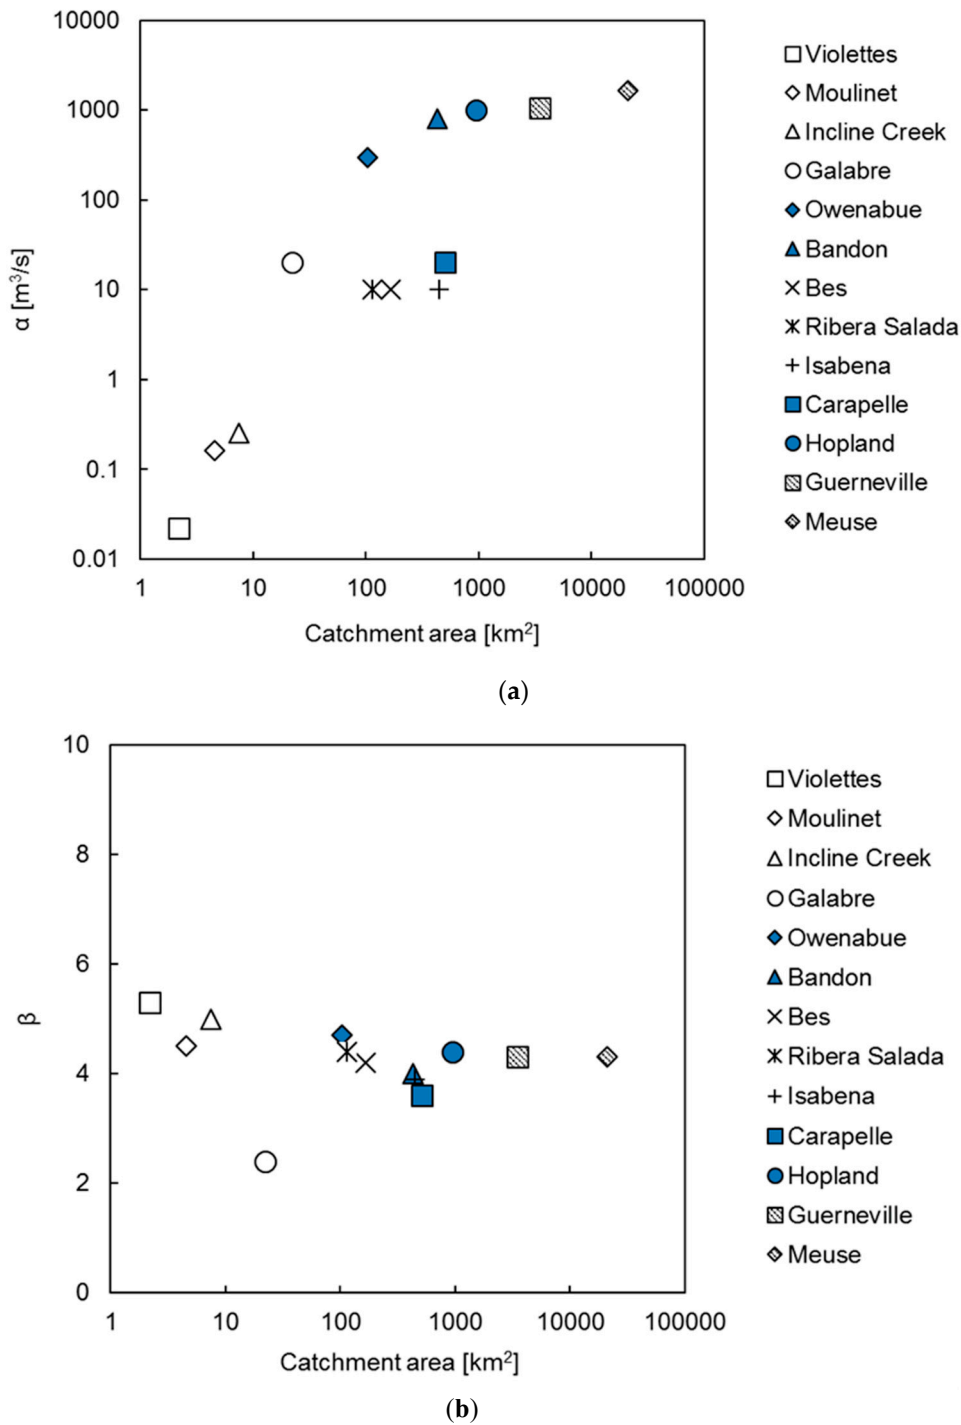 10000
1000
100
10
1
0.1
0.01
α [m³/s]
1 10 100 1000 10000 100000
Catchment area [km²]
Violettes
Moulinet
Incline Creek
Galabre
Owenabue
Bandon
Bes
Ribera Salada
Isabena
Carapelle
Hopland
Guerneville
Meuse
(a)
10
8
6
4
2
0
β
1 10 100 1000 10000 100000
Catchment area [km²]
Violettes
Moulinet
Incline Creek
Galabre
Owenabue
Bandon
Bes
Ribera Salada
Isabena
Carapelle
Hopland
Guerneville
Meuse
(b)